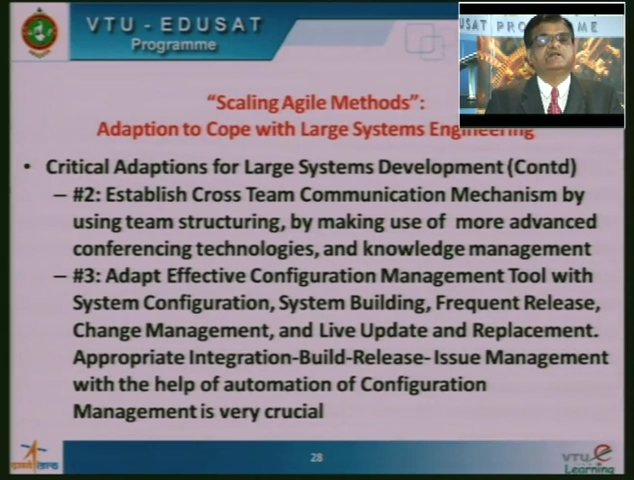 VTU - EDUSAT
Programme
USAT PROGRAMME
"Scaling Agile Methods":
Adaption to Cope with Large Systems Engineering
• Critical Adaptions for Large Systems Development (Contd)
– #2: Establish Cross Team Communication Mechanism by
using team structuring, by making use of more advanced
conferencing technologies, and knowledge management
– #3: Adapt Effective Configuration Management Tool with
System Configuration, System Building, Frequent Release,
Change Management, and Live Update and Replacement.
Appropriate Integration-Build-Release- Issue Management
with the help of automation of Configuration
Management is very crucial
28
VTU e
Learning